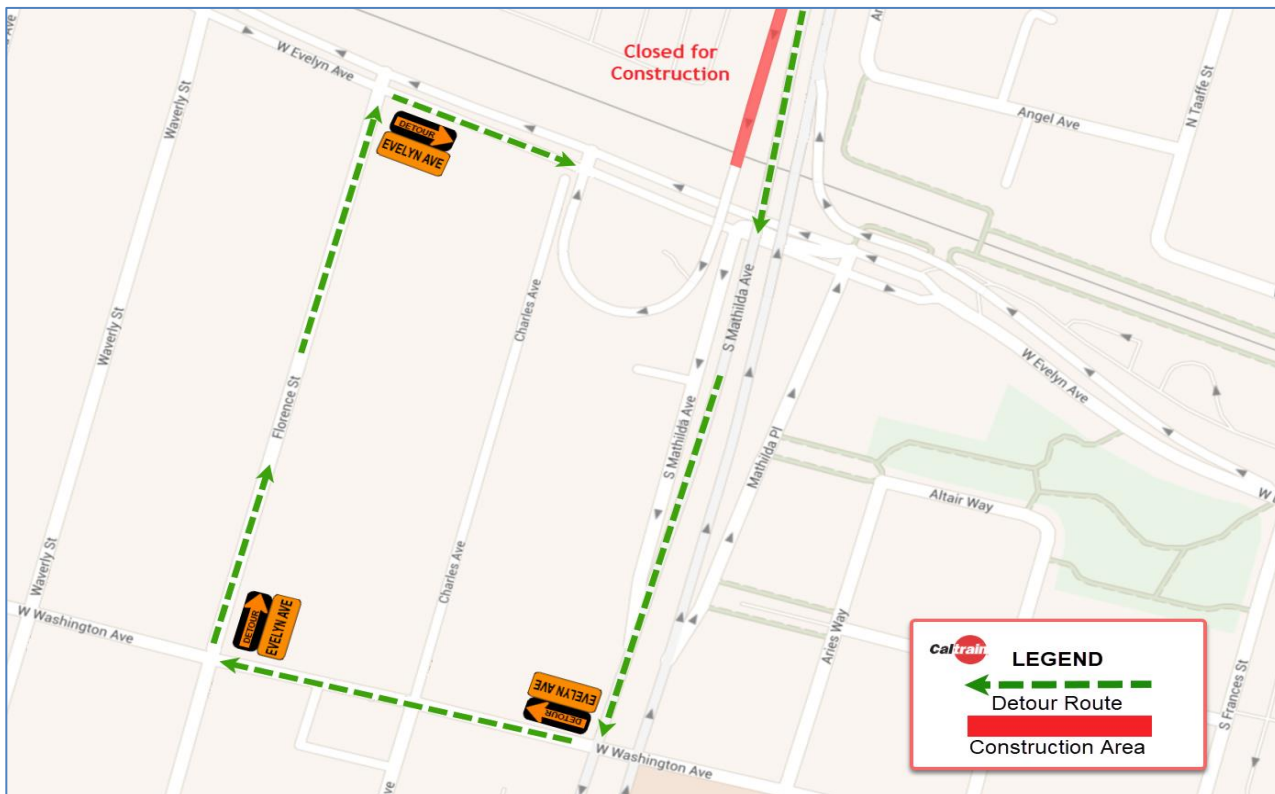 Closed for
Construction
W Evelyn Ave
Waverly St
Angel Ave
N Taaffe St
DETOUR
EVELYN AVE
S Mathilda Ave
Charles Ave
Waverly St
W Evelyn Ave
Florence St
S Mathilda Ave
Mathilda Pl
Altair Way
Waverly St
Charles Ave
W Washington Ave
DETOUR
EVELYN AVE
Aries Way
EVELYN AVE
DETOUR
W Washington Ave
S Frances St
Caltrain
LEGEND
Detour Route
Construction Area